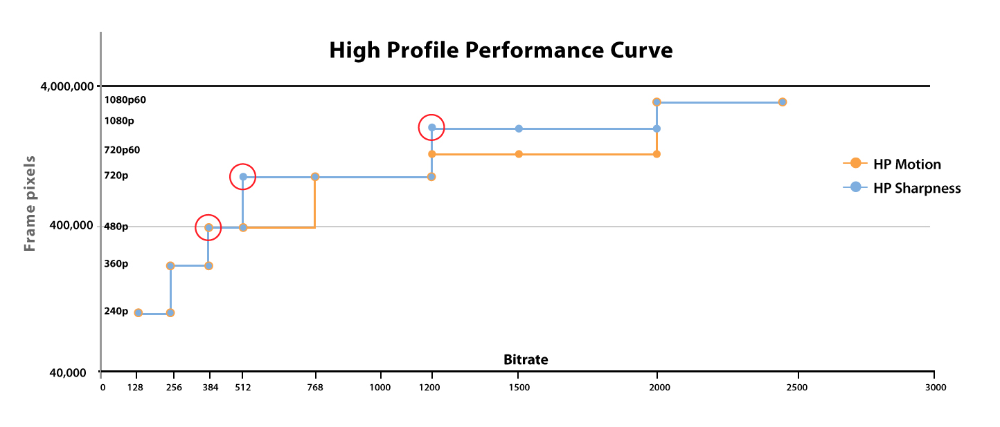 High Profile Performance Curve
4,000,000
1080p60
1080p
720p60
720p
400,000
480p
360p
240p
40,000
Frame pixels
HP Motion
HP Sharpness
Bitrate
0 128 256 384 512 768 1000 1200 1500 2000 2500 3000